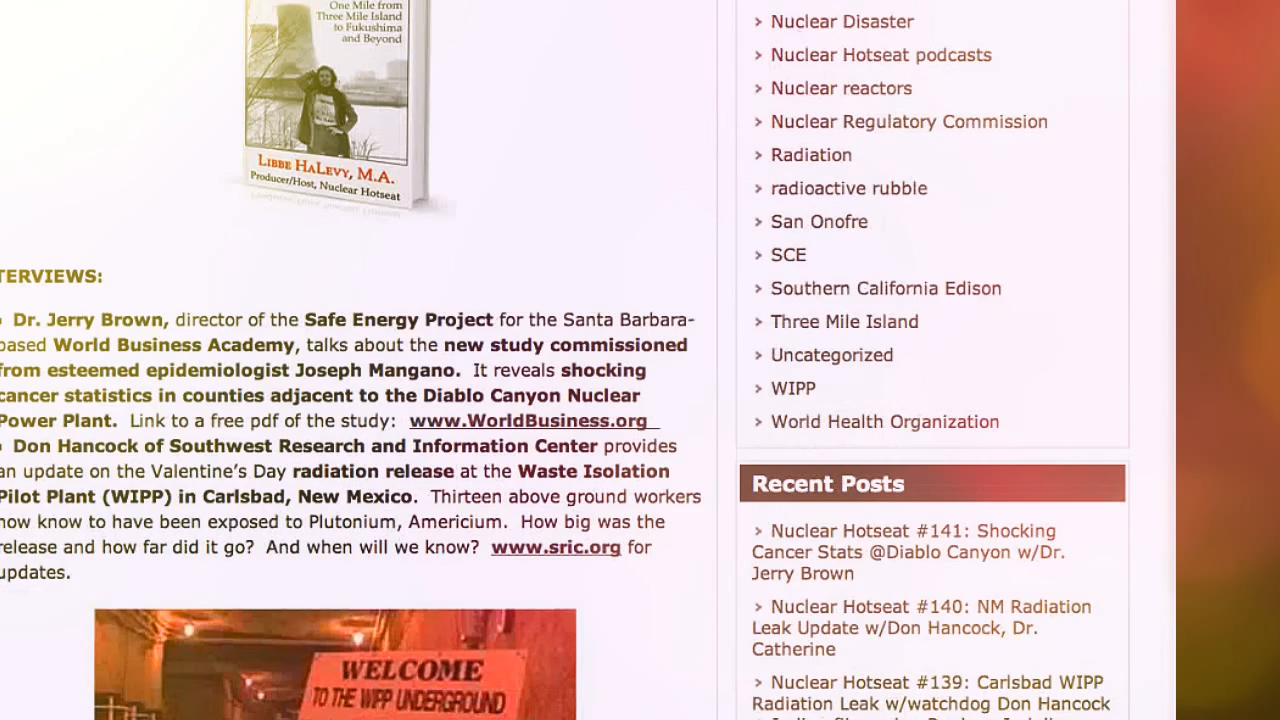 One Mile from
Three Mile Island
to Fukushima
and Beyond
LIBBE HALEVY, M.A.
Producer/Host, Nuclear Hotseat
TERVIEWS:
Dr. Jerry Brown, director of the Safe Energy Project for the Santa Barbara-
based World Business Academy, talks about the new study commissioned
from esteemed epidemiologist Joseph Mangano. It reveals shocking
cancer statistics in counties adjacent to the Diablo Canyon Nuclear
Power Plant. Link to a free pdf of the study: www.WorldBusiness.org
Don Hancock of Southwest Research and Information Center provides
an update on the Valentine’s Day radiation release at the Waste Isolation
Pilot Plant (WIPP) in Carlsbad, New Mexico. Thirteen above ground workers
now know to have been exposed to Plutonium, Americium. How big was the
release and how far did it go? And when will we know? www.sric.org for
updates.
WELCOME
TO THE WIPP UNDERGROUND
> Nuclear Disaster
> Nuclear Hotseat podcasts
> Nuclear reactors
> Nuclear Regulatory Commission
> Radiation
> radioactive rubble
> San Onofre
> SCE
> Southern California Edison
> Three Mile Island
> Uncategorized
> WIPP
> World Health Organization
Recent Posts
> Nuclear Hotseat #141: Shocking
Cancer Stats @Diablo Canyon w/Dr.
Jerry Brown
> Nuclear Hotseat #140: NM Radiation
Leak Update w/Don Hancock, Dr.
Catherine
> Nuclear Hotseat #139: Carlsbad WIPP
Radiation Leak w/watchdog Don Hancock